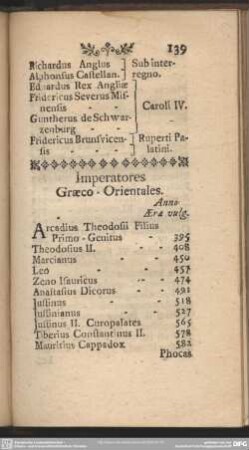 139
Richardus Anglus ] Sub inter-
Alphonsus Castellan. ] regno.
Eduardus Rex Angliæ
Fridericus Severus Mis-
nensis - - Caroli IV.
Guntherus de Schwar-
zenburg - -
Fridericus Brunsvicen- ] Ruperti Pa-
sis - - - ] latini.
Imperatores
Græco-Orientales.
Anno
Æræ vulg.
Arcadius Theodosii Filius
Primo-Genitus - 395
Theodosius II. - - 408
Marcianus - - 450
Leo - - 457
Zeno Isauricus - - 474
Anastasius Dicorus - 491
Justinus - - 518
Justinianus - - 527
Justinus II. Curopalates 565
Tiberius Constantinus II. 578
Mauritius Cappadox 582
Phocas